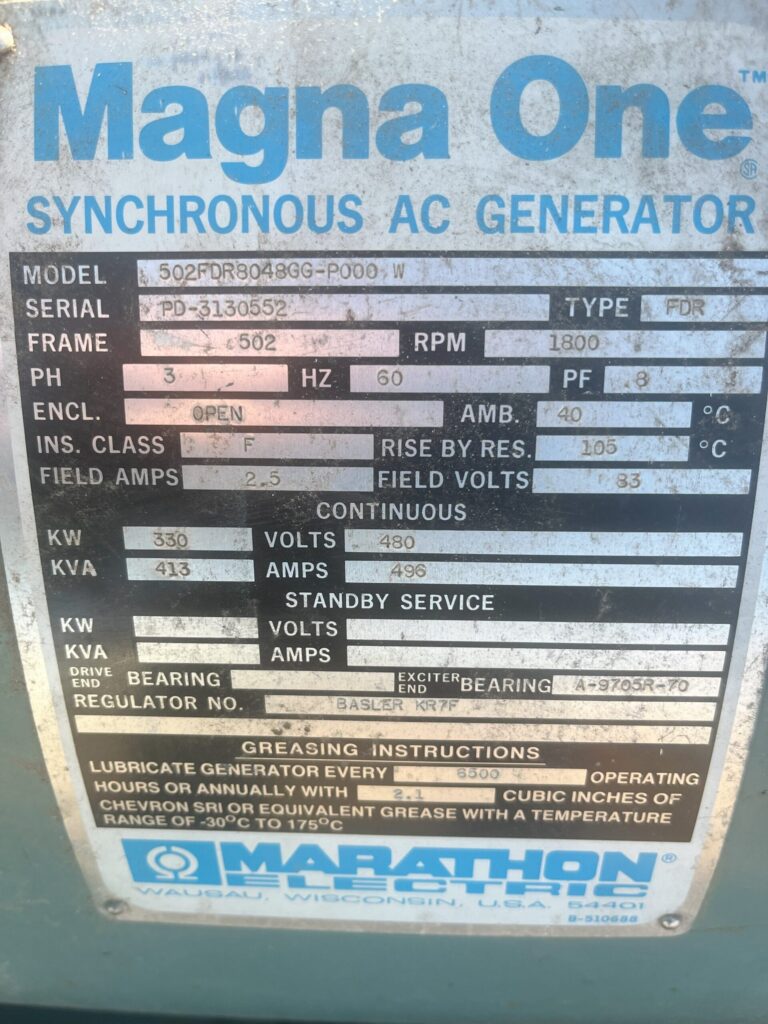 Magna One™
SYNCHRONOUS AC GENERATOR
MODEL 502FDR8048GG-P000 W
SERIAL PD-3130552 TYPE FDR
FRAME 502 RPM 1800
PH 3 HZ 60 PF 8
ENCL. OPEN AMB. 40 °C
INS. CLASS F RISE BY RES. 105 °C
FIELD AMPS 2.5 FIELD VOLTS 83
CONTINUOUS
KW 330 VOLTS 480
KVA 413 AMPS 496
STANDBY SERVICE
KW VOLTS
KVA AMPS
DRIVE END BEARING EXCITER END BEARING A-9705R-70
REGULATOR NO. BASLER KR7F
GREASING INSTRUCTIONS
LUBRICATE GENERATOR EVERY 6500 OPERATING
HOURS OR ANNUALLY WITH 2.1 CUBIC INCHES OF
CHEVRON SRI OR EQUIVALENT GREASE WITH A TEMPERATURE
RANGE OF -30°C TO 175°C
MARATHON®
ELECTRIC
WAUSAU, WISCONSIN, U.S.A. 54401
B-510688